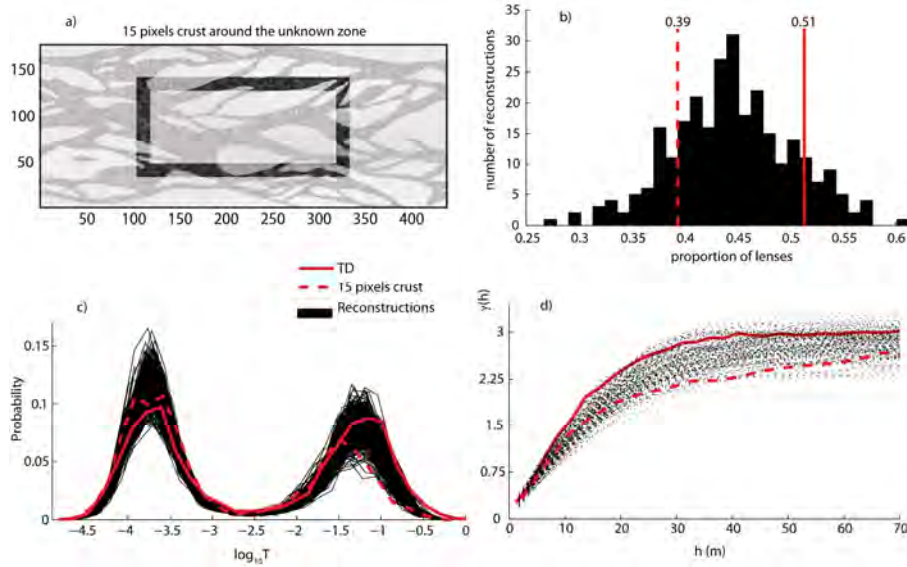 a)
15 pixels crust around the unknown zone
150
100
50
50 100 150 200 250 300 350 400
b)
0.39 0.51
number of reconstructions
35
30
25
20
15
10
5
0
0.25 0.3 0.35 0.4 0.45 0.5 0.55 0.6
proportion of lenses
TD
15 pixels crust
Reconstructions
c)
Probability
0.15
0.1
0.05
0
−4.5 −4 −3.5 −3 −2.5 −2 −1.5 −1 −0.5 0
log₁₀T
d)
γ(h)
3
2.25
1.5
0.75
0
0 10 20 30 40 50 60 70
h (m)